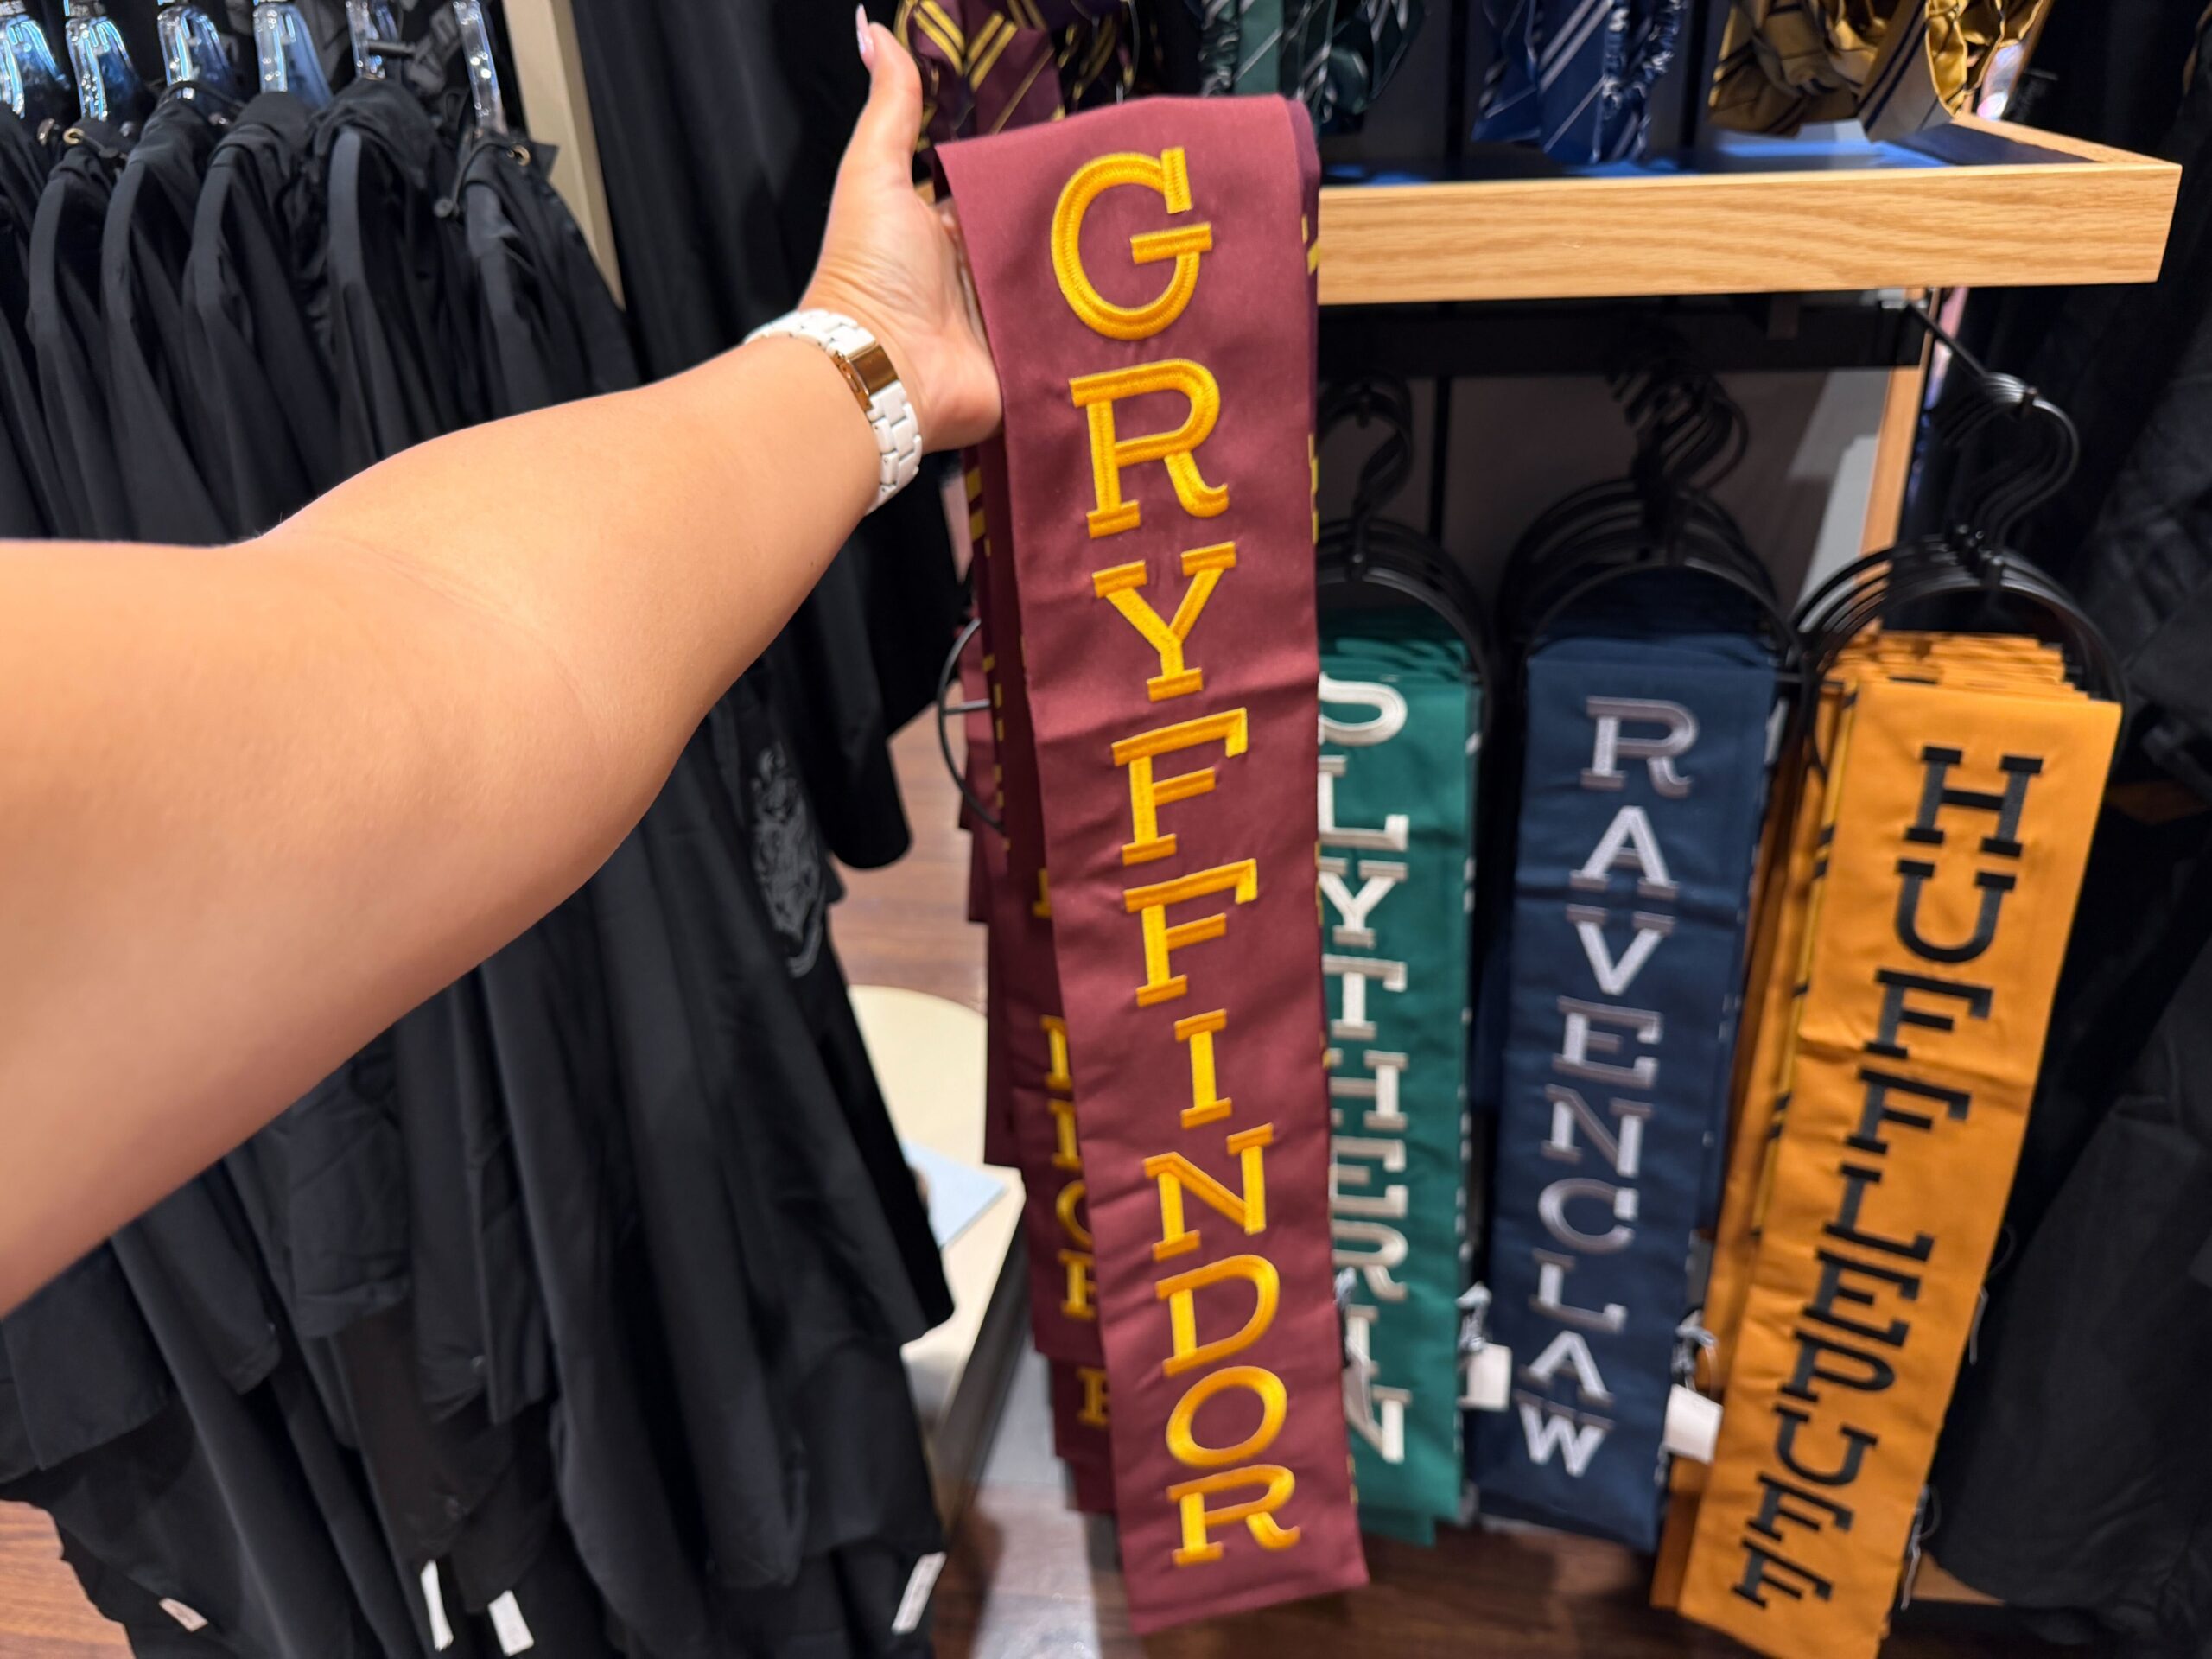 GRYFFINDOR
SLYTHERIN
RAVENCLAW
HUFFLEPUFF